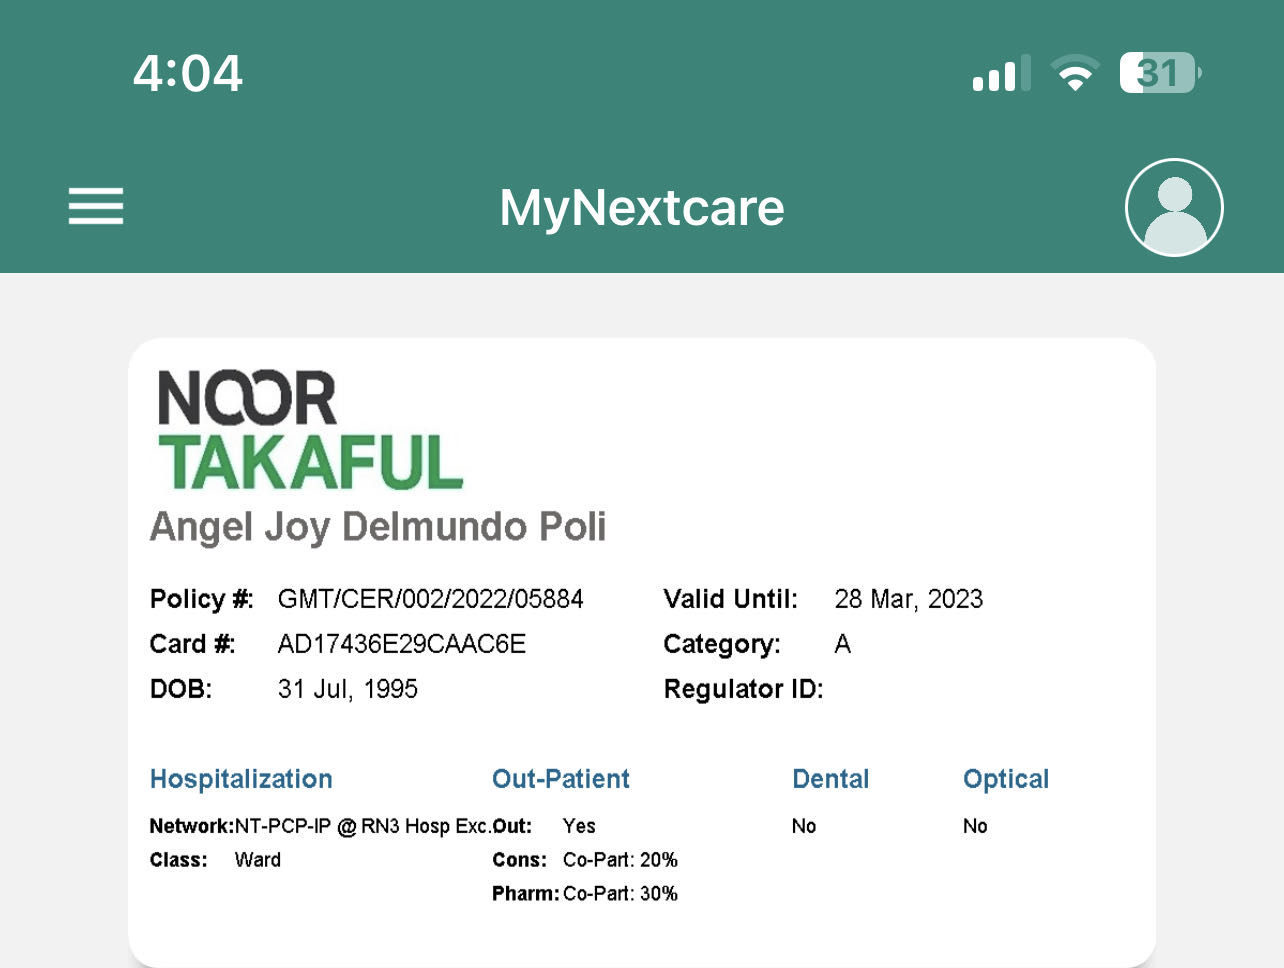 4:04
31
MyNextcare
NOOR
TAKAFUL
Angel Joy Delmundo Poli
Policy #: GMT/CER/002/2022/05884 Valid Until: 28 Mar, 2023
Card #: AD17436E29CAAC6E Category: A
DOB: 31 Jul, 1995 Regulator ID:
Hospitalization Out-Patient Dental Optical
Network:NT-PCP-IP @ RN3 Hosp Exc. Out: Yes No No
Class: Ward Cons: Co-Part: 20%
Pharm: Co-Part: 30%